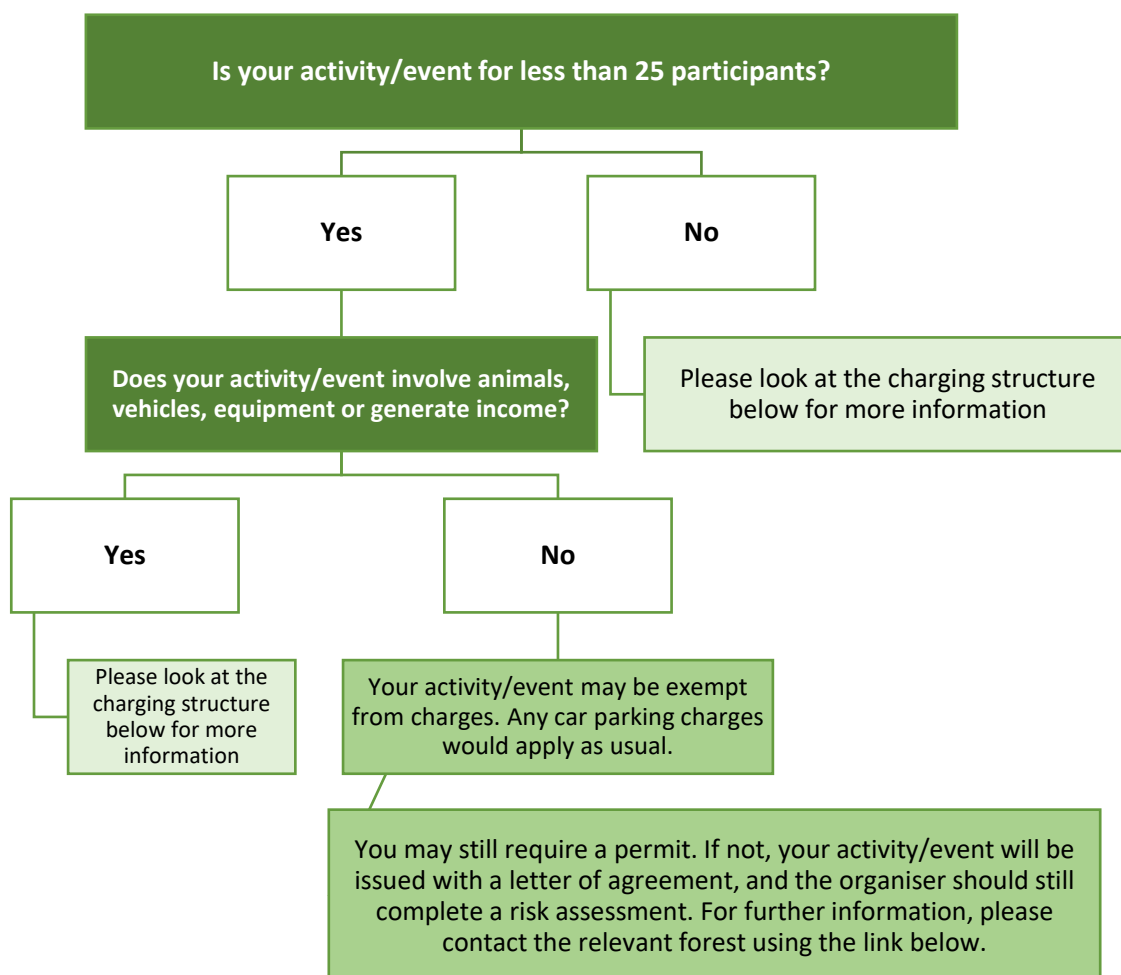 Is your activity/event for less than 25 participants?
Yes
No
Does your activity/event involve animals,
vehicles, equipment or generate income?
Please look at the charging structure
below for more information
Yes
No
Please look at the
charging structure
below for more
information
Your activity/event may be exempt
from charges. Any car parking charges
would apply as usual.
You may still require a permit. If not, your activity/event will be
issued with a letter of agreement, and the organiser should still
complete a risk assessment. For further information, please
contact the relevant forest using the link below.